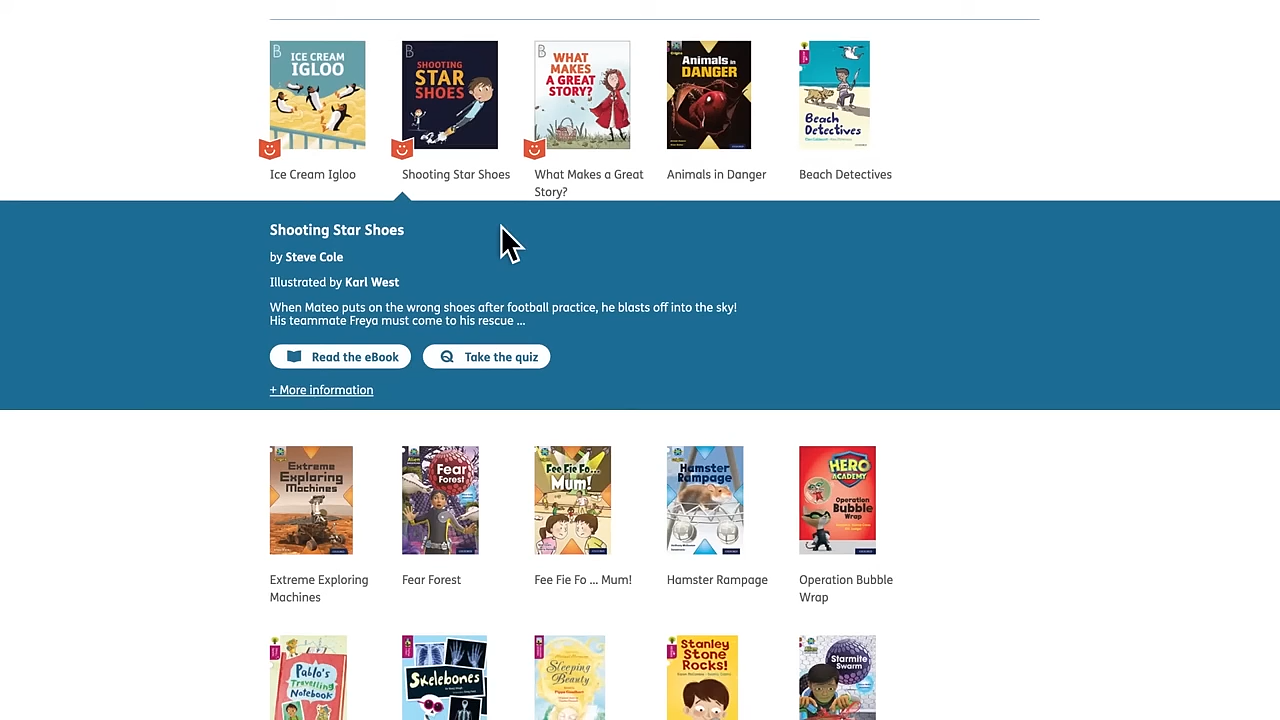 ICE CREAM
IGLOO
SHOOTING
STAR
SHOES
WHAT
MAKES
A GREAT
STORY?
Animals in
DANGER
Beach
Detectives
Ice Cream Igloo
Shooting Star Shoes
What Makes a Great
Story?
Animals in Danger
Beach Detectives
Shooting Star Shoes
by Steve Cole
Illustrated by Karl West
When Mateo puts on the wrong shoes after football practice, he blasts off into the sky!
His teammate Freya must come to his rescue ...
Read the eBook
Take the quiz
+ More information
Extreme
Exploring
Machines
Fear
Forest
Fee Fie Fo...
Mum!
Hamster
Rampage
HERO
ACADEMY
Operation
Bubble
Wrap
Extreme Exploring
Machines
Fear Forest
Fee Fie Fo ... Mum!
Hamster Rampage
Operation Bubble
Wrap
Pablo's
Travelling
Notebook
Skelebones
Sleeping
Beauty
Stanley
Stone
Rocks!
Starmite
Swarm